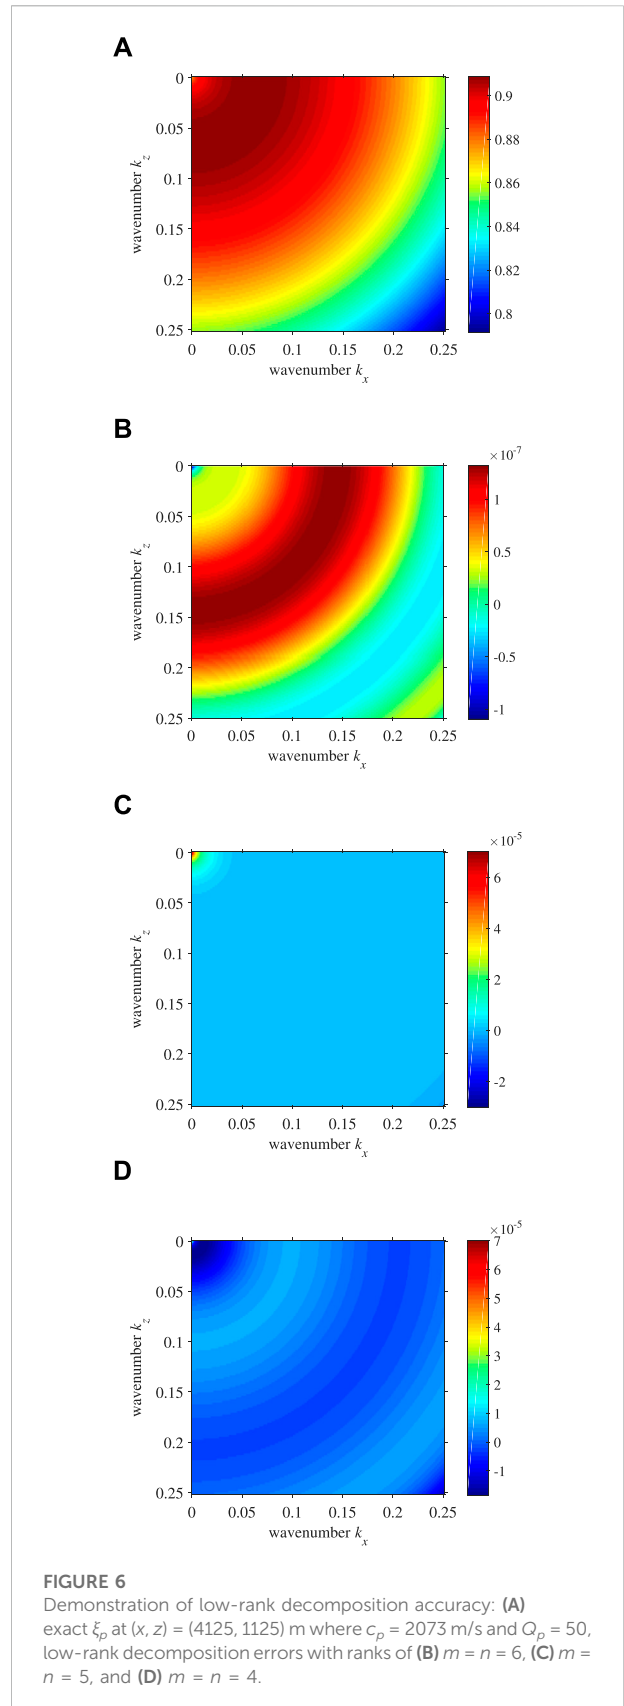 A
0
0.05
0.1
0.15
0.2
0.25
wavenumber k_z
0 0.05 0.1 0.15 0.2 0.25
wavenumber k_x
0.9
0.88
0.86
0.84
0.82
0.8
B
0
0.05
0.1
0.15
0.2
0.25
wavenumber k_z
0 0.05 0.1 0.15 0.2 0.25
wavenumber k_x
×10^-7
1
0.5
0
-0.5
-1
C
0
0.05
0.1
0.15
0.2
0.25
wavenumber k_z
0 0.05 0.1 0.15 0.2 0.25
wavenumber k_x
×10^-5
6
4
2
0
-2
D
0
0.05
0.1
0.15
0.2
0.25
wavenumber k_z
0 0.05 0.1 0.15 0.2 0.25
wavenumber k_x
×10^-5
7
6
5
4
3
2
1
0
-1
FIGURE 6
Demonstration of low-rank decomposition accuracy: (A)
exact ξ_p at (x, z) = (4125, 1125) m where c_p = 2073 m/s and Q_p = 50,
low-rank decomposition errors with ranks of (B) m = n = 6, (C) m =
n = 5, and (D) m = n = 4.